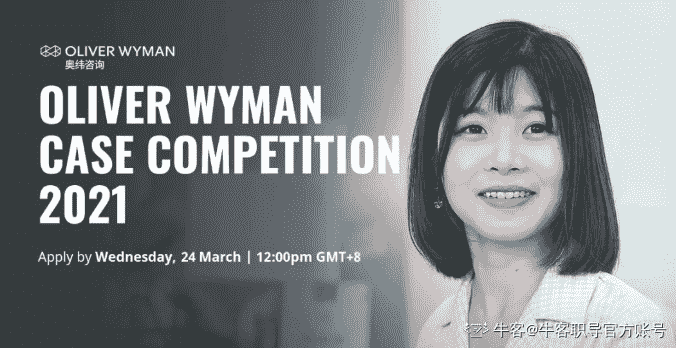 OLIVER WYMAN
奥纬咨询
OLIVER WYMAN
CASE COMPETITION
2021
Apply by Wednesday, 24 March | 12:00pm GMT+8
牛客@牛客职导官方账号